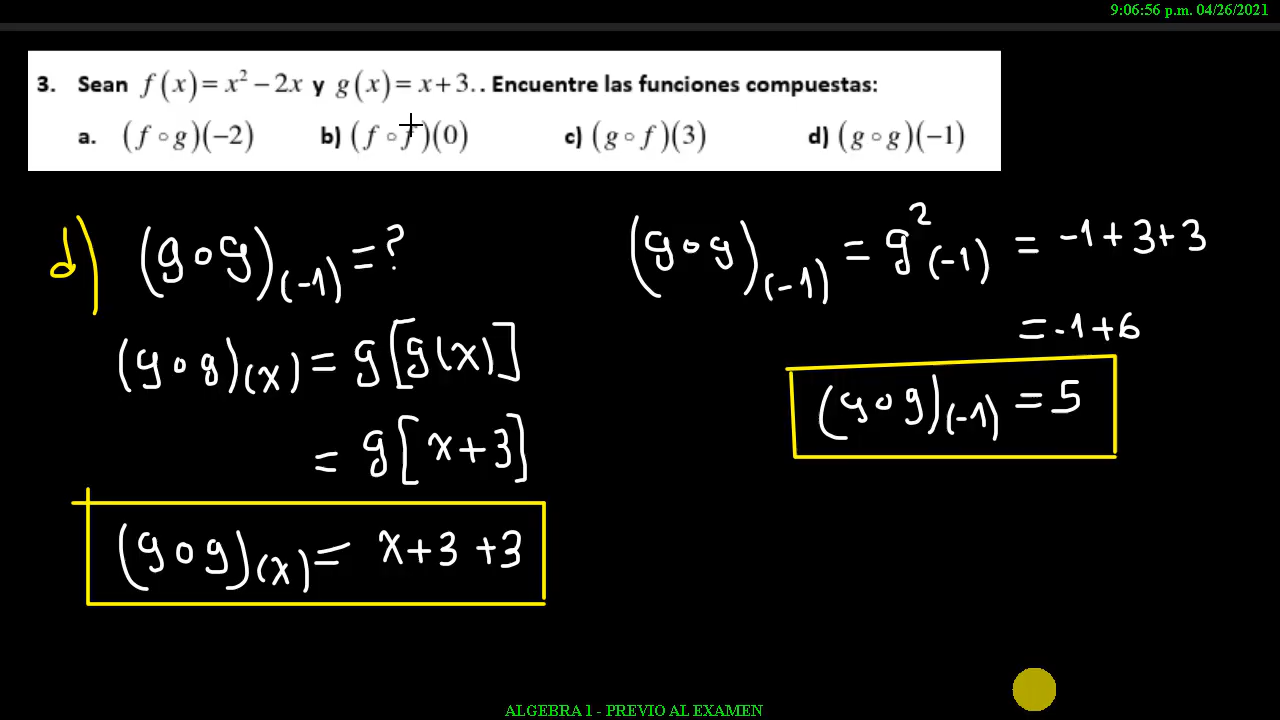 9:06:56 p.m. 04/26/2021
3. Sean f(x) = x² − 2x y g(x) = x + 3. . Encuentre las funciones compuestas:
a. (f ∘ g)(−2) b) (f ∘ f)(0) c) (g ∘ f)(3) d) (g ∘ g)(−1)
d) (g∘g)(-1) = ?
(g∘g)(x) = g[g(x)]
= g[x+3]
(g∘g)(x) = x+3 +3
(g∘g)(-1) = g²(-1) = -1+3+3
= -1+6
(g∘g)(-1) = 5
ALGEBRA 1 - PREVIO AL EXAMEN